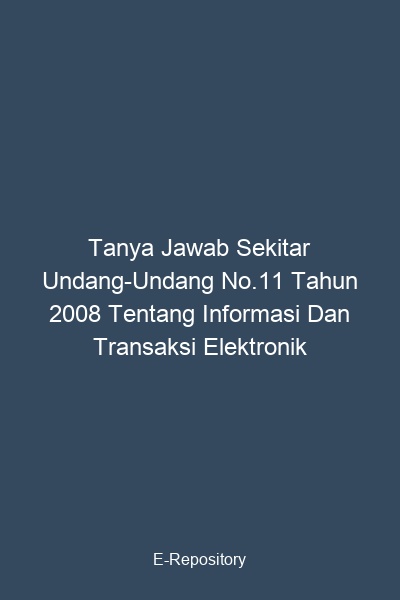 Tanya Jawab Sekitar
Undang-Undang No.11 Tahun
2008 Tentang Informasi Dan
Transaksi Elektronik
E-Repository